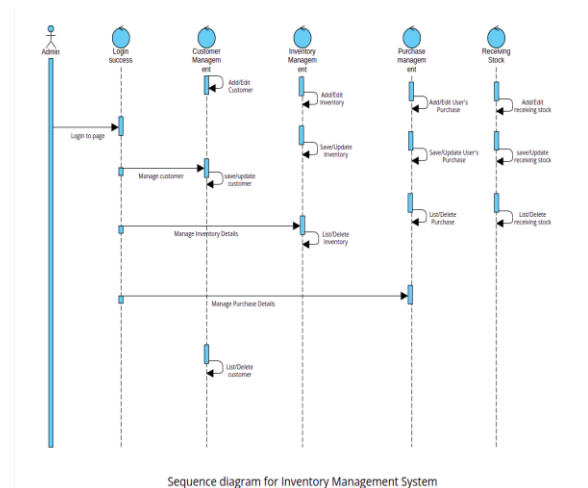 Admin
Login
success
Customer
Managem
ent
Inventory
Managem
ent
Purchase
managem
ent
Receiving
Stock
Add/Edit
Customer
Add/Edit
Inventory
Add/Edit User's
Purchase
Add/Edit
receiving stock
Login to page
Save/Update
Inventory
Save/Update User's
Purchase
save/Update
receiving stock
Manage customer
save/update
customer
List/Delete
Purchase
List/Delete
receiving stock
Manage Inventory Details
List/Delete
Inventory
Manage Purchase Details
List/Delete
customer
Sequence diagram for Inventory Management System